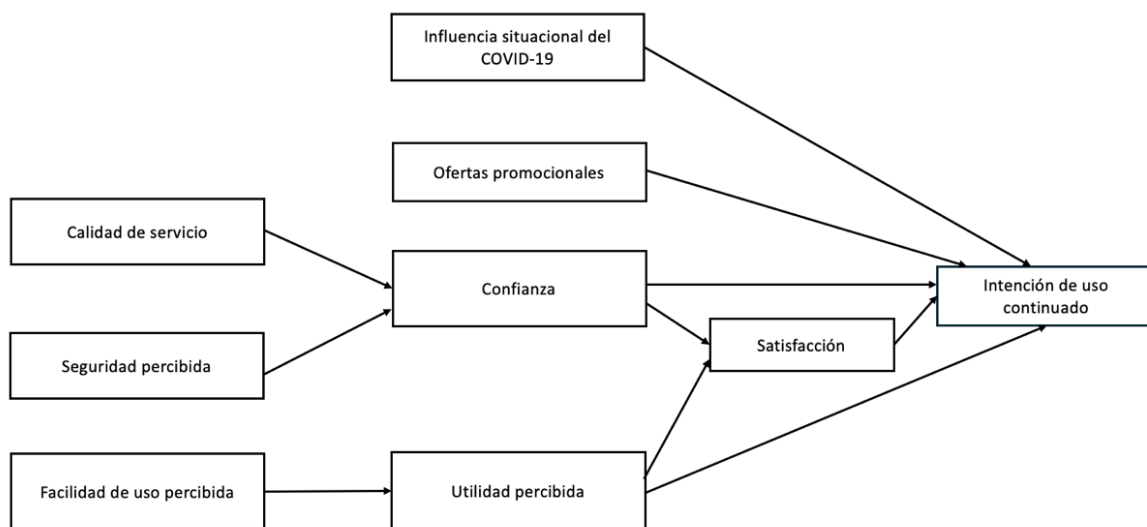 Influencia situacional del
COVID-19
Ofertas promocionales
Calidad de servicio
Confianza
Intención de uso
continuado
Satisfacción
Seguridad percibida
Facilidad de uso percibida
Utilidad percibida